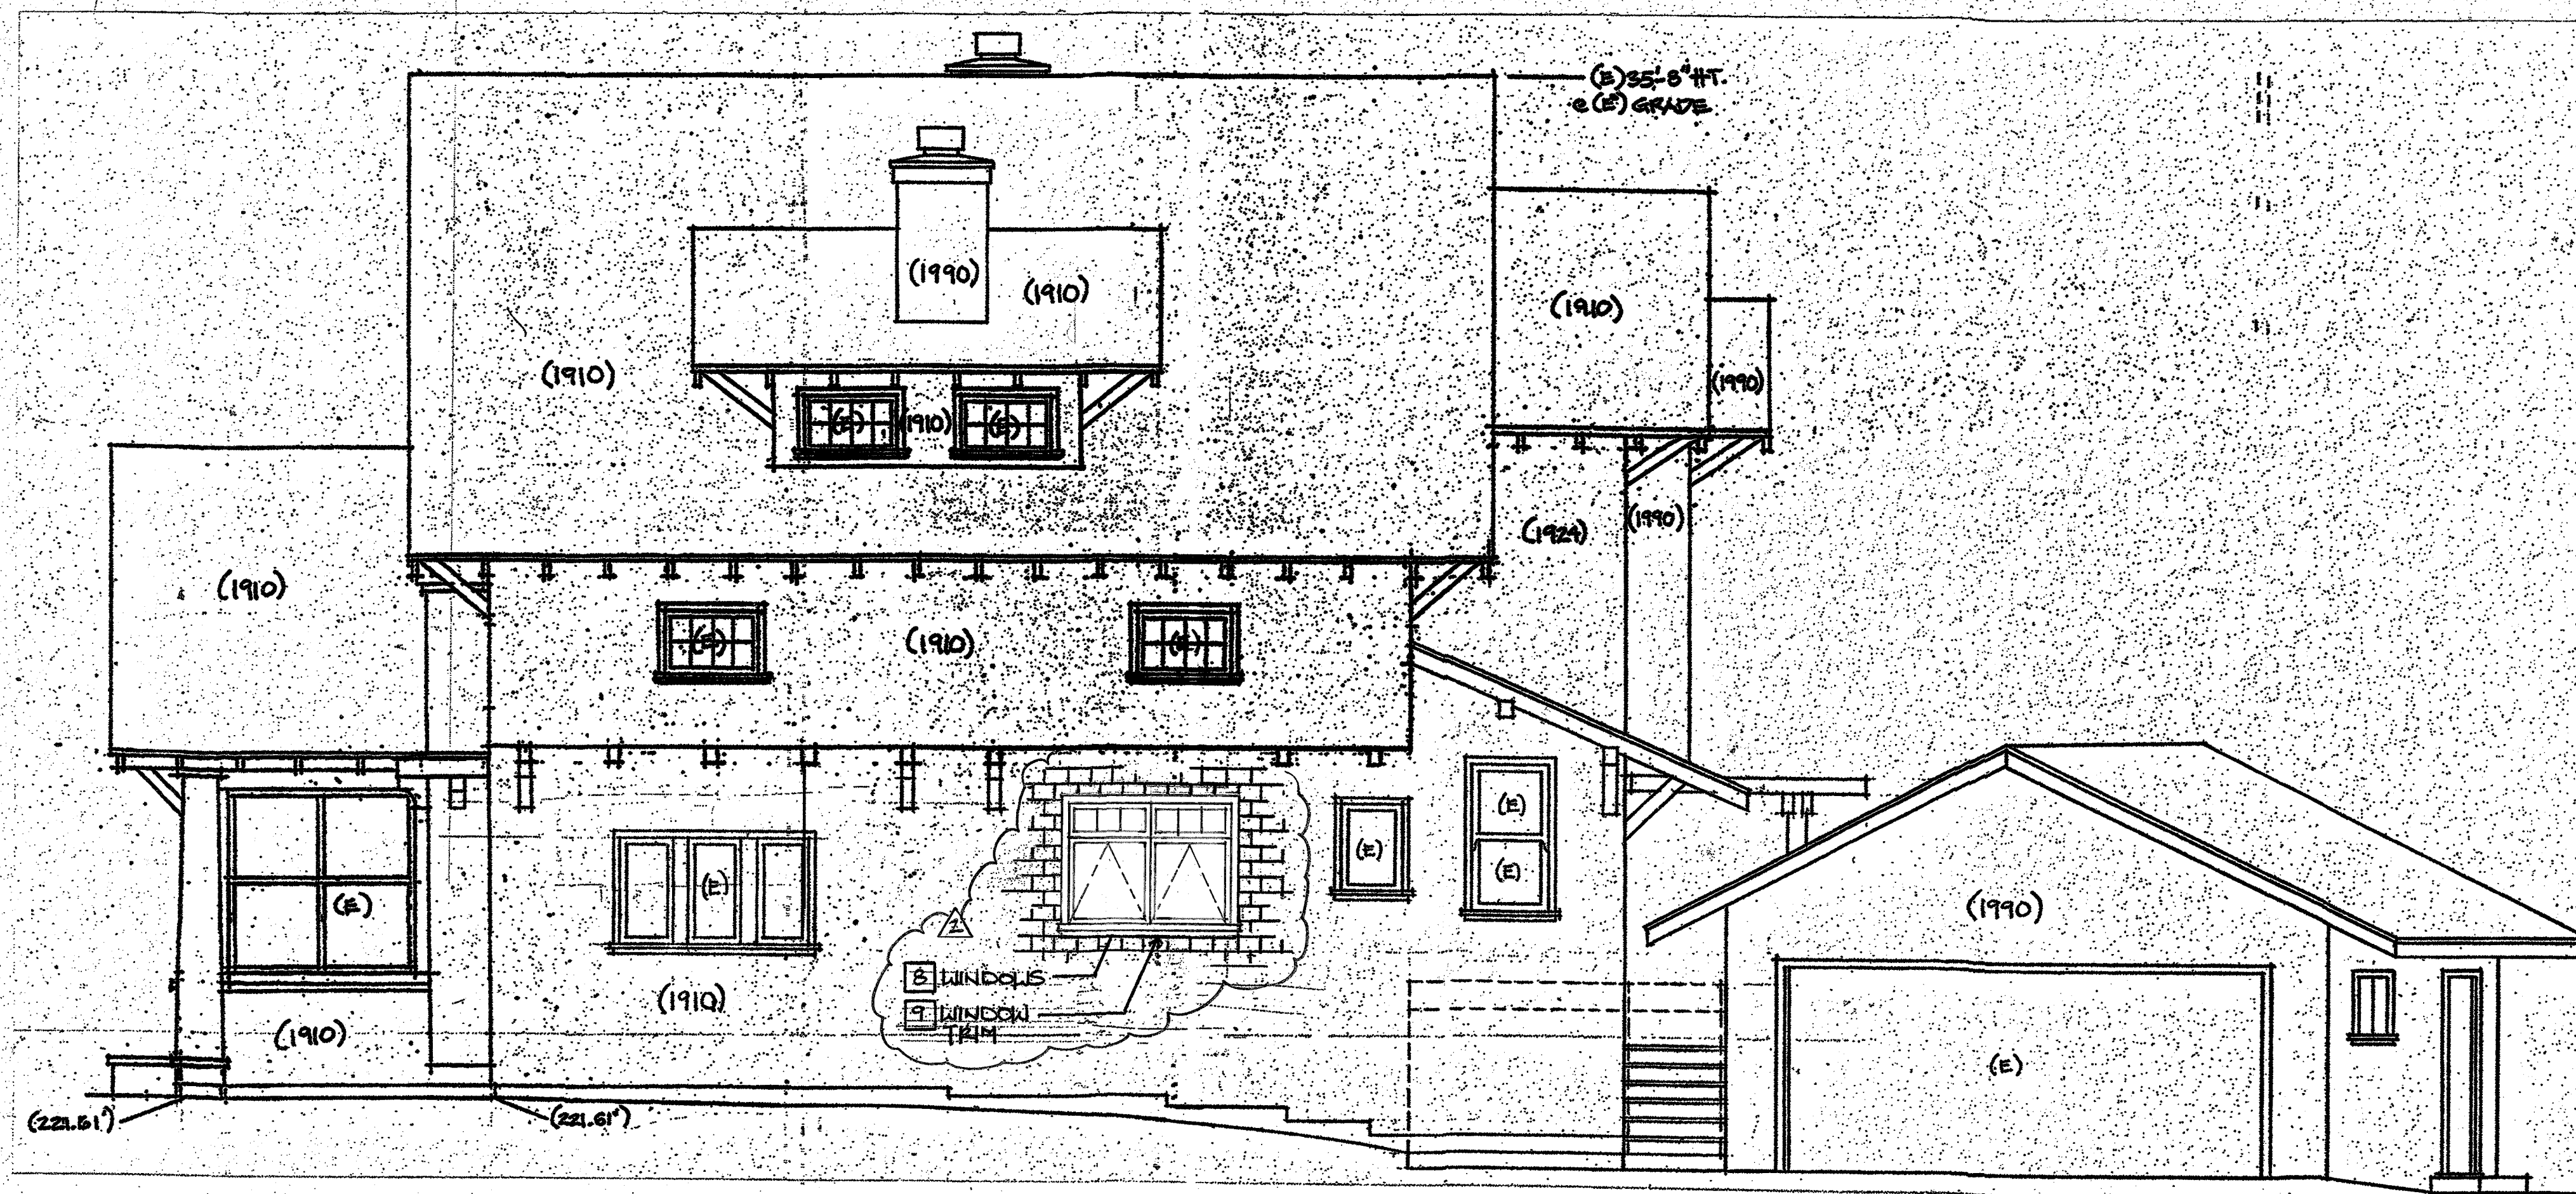 (E) 35'-8" HT.
@ (E) GRADE
(1990)
(1910)
(1910)
(1910)
(1990)
(E)
(1910)
(E)
(1990)
(1924)
(1910)
(E)
(1910)
(E)
(E)
(E)
(E)
(E)
(E)
(1990)
2
8 WINDOWS
9 WINDOW
TRIM
(1910)
(1910)
(E)
(221.61')
(221.61')